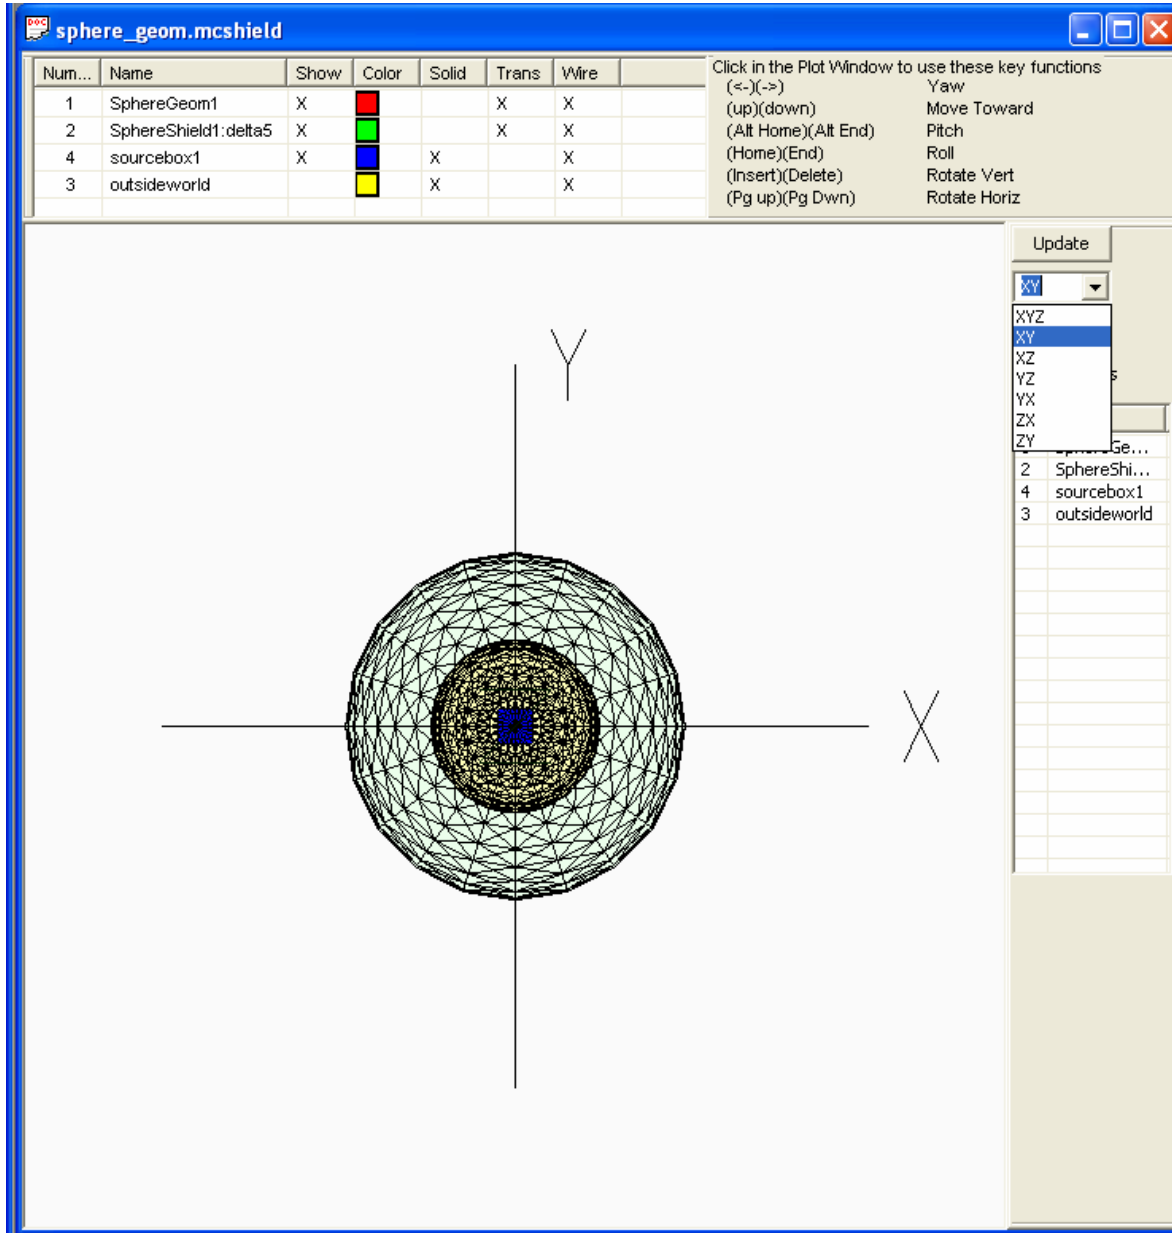 sphere_geom.mcshield
Num... Name Show Color Solid Trans Wire
1 SphereGeom1 X X X
2 SphereShield1:delta5 X X X
4 sourcebox1 X X X
3 outsideworld X X
Click in the Plot Window to use these key functions
(<-)(->) Yaw
(up)(down) Move Toward
(Alt Home)(Alt End) Pitch
(Home)(End) Roll
(Insert)(Delete) Rotate Vert
(Pg up)(Pg Dwn) Rotate Horiz
Update
XY
XYZ
XY
XZ
YZ
YX
ZX
ZY
2 SphereShi...
4 sourcebox1
3 outsideworld
Y
X